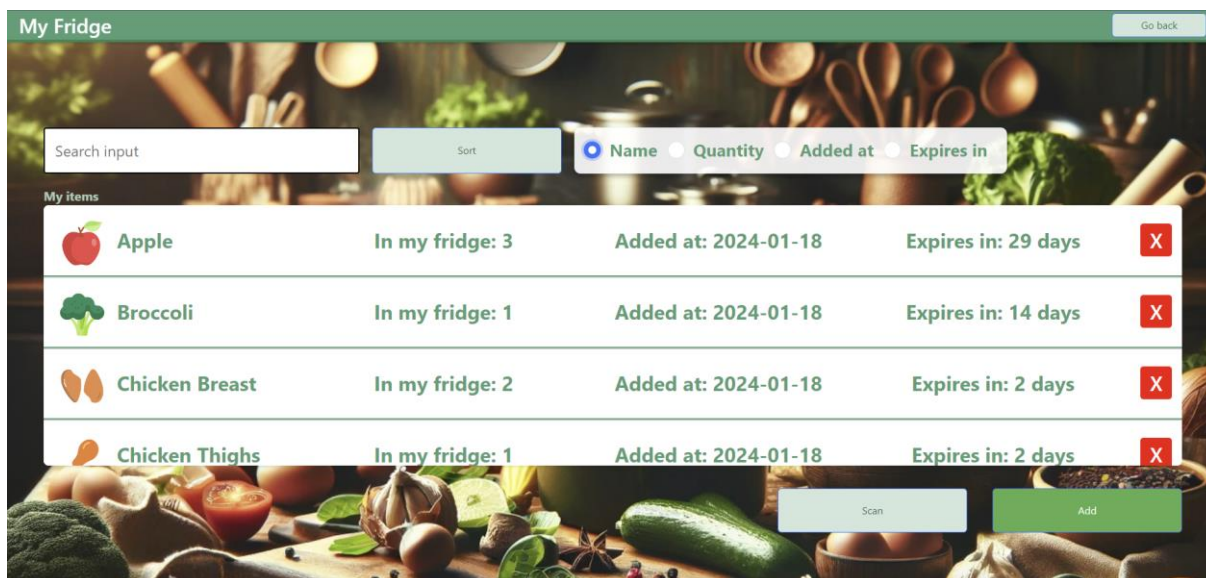 My Fridge Go back
Search input Sort Name Quantity Added at Expires in
My items
Apple In my fridge: 3 Added at: 2024-01-18 Expires in: 29 days X
Broccoli In my fridge: 1 Added at: 2024-01-18 Expires in: 14 days X
Chicken Breast In my fridge: 2 Added at: 2024-01-18 Expires in: 2 days X
Chicken Thighs In my fridge: 1 Added at: 2024-01-18 Expires in: 2 days X
Scan Add